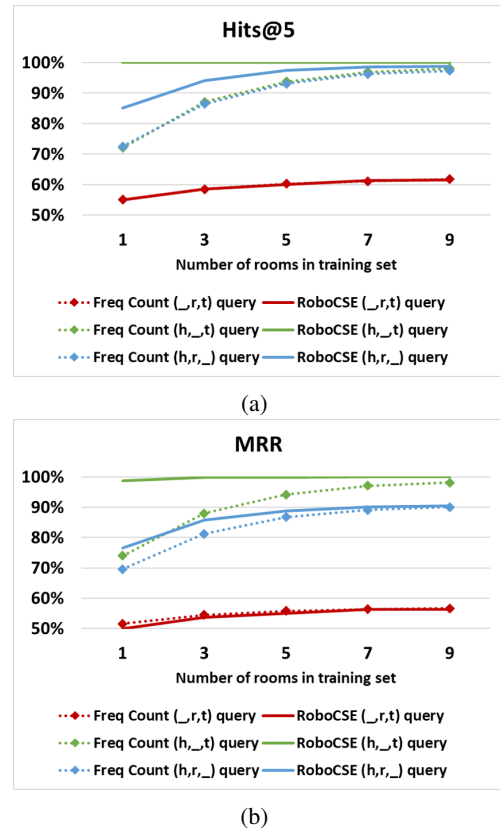 Hits@5
100%
90%
80%
70%
60%
50%
1 3 5 7 9
Number of rooms in training set
Freq Count (_,r,t) query RoboCSE (_,r,t) query
Freq Count (h,_,t) query RoboCSE (h,_,t) query
Freq Count (h,r,_) query RoboCSE (h,r,_) query
(a)
MRR
100%
90%
80%
70%
60%
50%
1 3 5 7 9
Number of rooms in training set
Freq Count (_,r,t) query RoboCSE (_,r,t) query
Freq Count (h,_,t) query RoboCSE (h,_,t) query
Freq Count (h,r,_) query RoboCSE (h,r,_) query
(b)